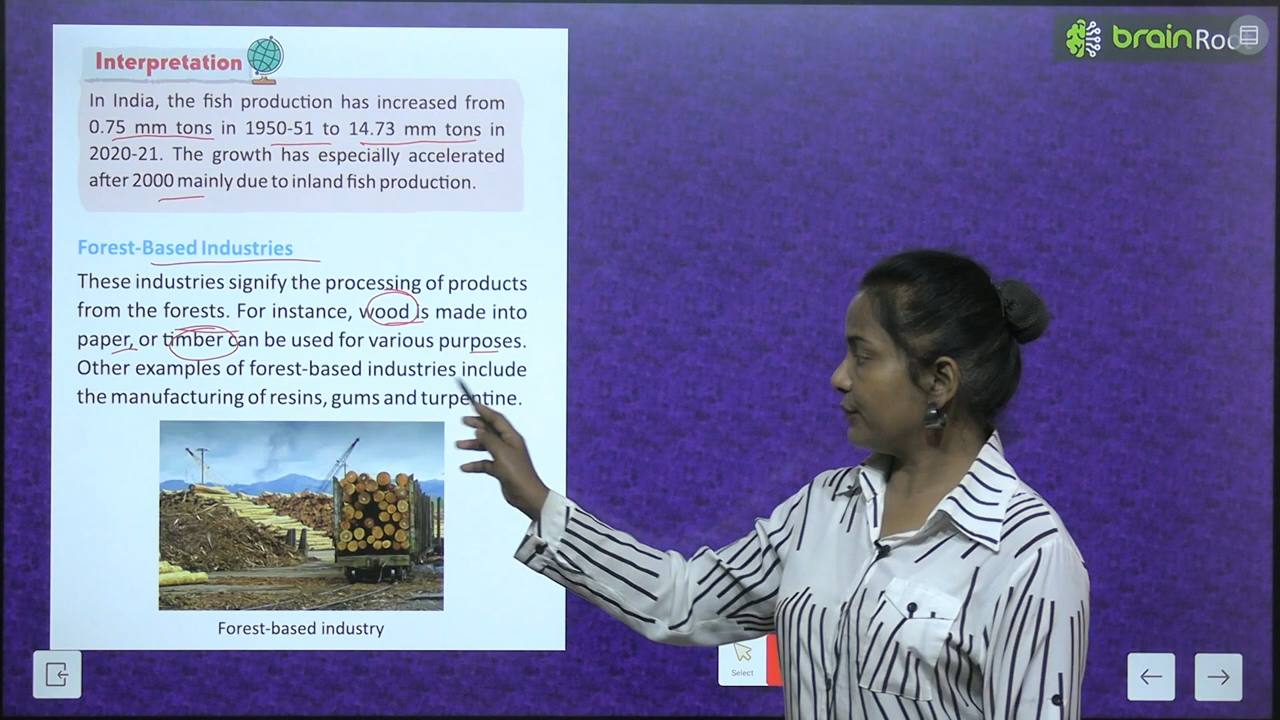 brainRo
Interpretation
In India, the fish production has increased from
0.75 mm tons in 1950-51 to 14.73 mm tons in
2020-21. The growth has especially accelerated
after 2000 mainly due to inland fish production.
Forest-Based Industries
These industries signify the processing of products
from the forests. For instance, wood is made into
paper, or timber can be used for various purposes.
Other examples of forest-based industries include
the manufacturing of resins, gums and turpentine.
Forest-based industry
Select